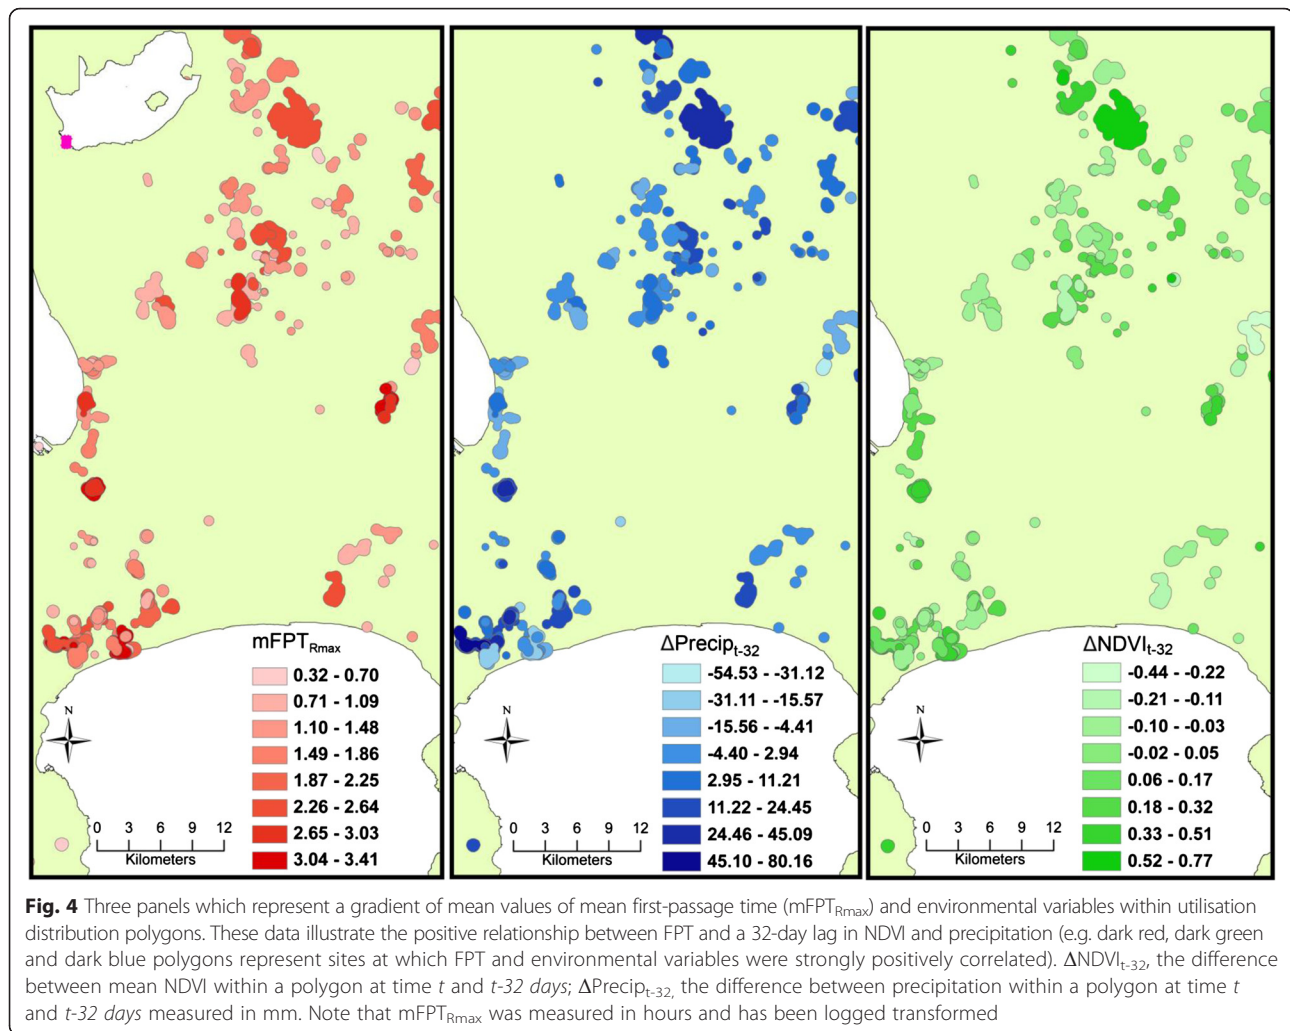 mFPT_Rmax
0.32 - 0.70
0.71 - 1.09
1.10 - 1.48
1.49 - 1.86
1.87 - 2.25
2.26 - 2.64
2.65 - 3.03
3.04 - 3.41
N
0 3 6 9 12
Kilometers
ΔPrecip_t-32
-54.53 - -31.12
-31.11 - -15.57
-15.56 - -4.41
-4.40 - 2.94
2.95 - 11.21
11.22 - 24.45
24.46 - 45.09
45.10 - 80.16
N
0 3 6 9 12
Kilometers
ΔNDVI_t-32
-0.44 - -0.22
-0.21 - -0.11
-0.10 - -0.03
-0.02 - 0.05
0.06 - 0.17
0.18 - 0.32
0.33 - 0.51
0.52 - 0.77
N
0 3 6 9 12
Kilometers
Fig. 4 Three panels which represent a gradient of mean values of mean first-passage time (mFPT_Rmax) and environmental variables within utilisation
distribution polygons. These data illustrate the positive relationship between FPT and a 32-day lag in NDVI and precipitation (e.g. dark red, dark green
and dark blue polygons represent sites at which FPT and environmental variables were strongly positively correlated). ΔNDVI_t-32, the difference
between mean NDVI within a polygon at time t and t-32 days; ΔPrecip_t-32, the difference between precipitation within a polygon at time t
and t-32 days measured in mm. Note that mFPT_Rmax was measured in hours and has been logged transformed